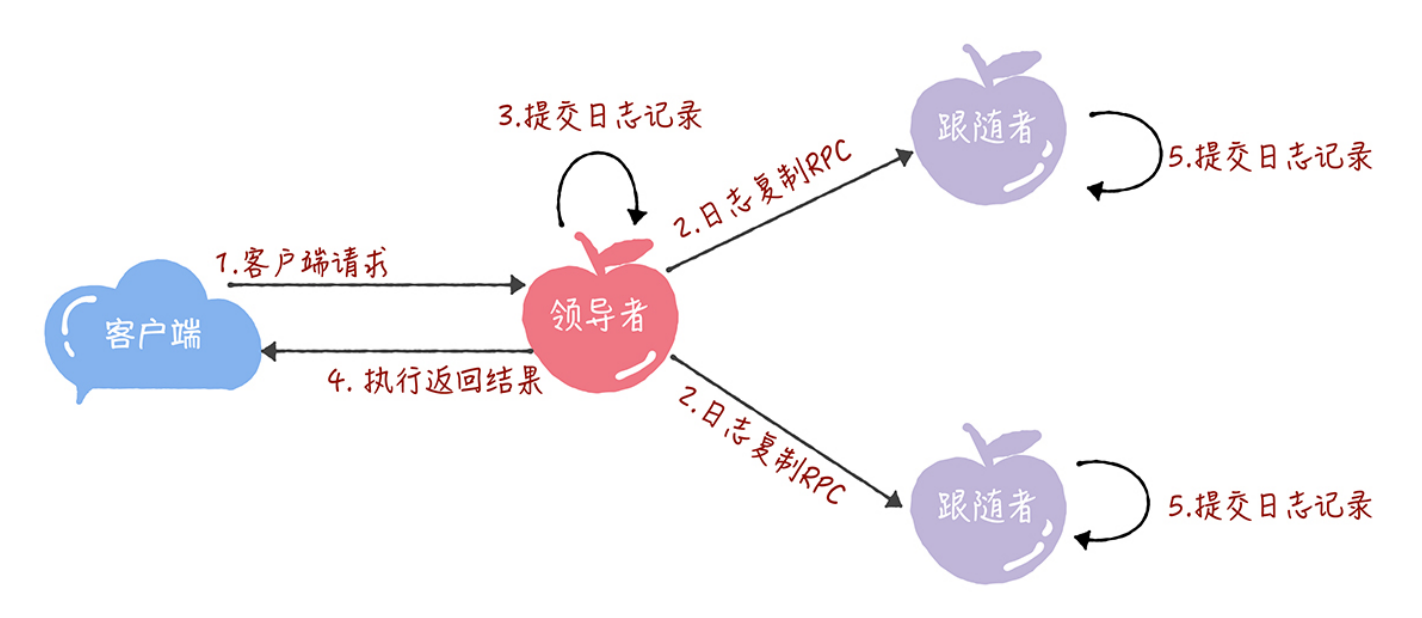 3.提交日志记录
跟随者
5.提交日志记录
2.日志复制RPC
1.客户端请求
客户端
领导者
4. 执行返回结果
2.日志复制RPC
跟随者
5.提交日志记录